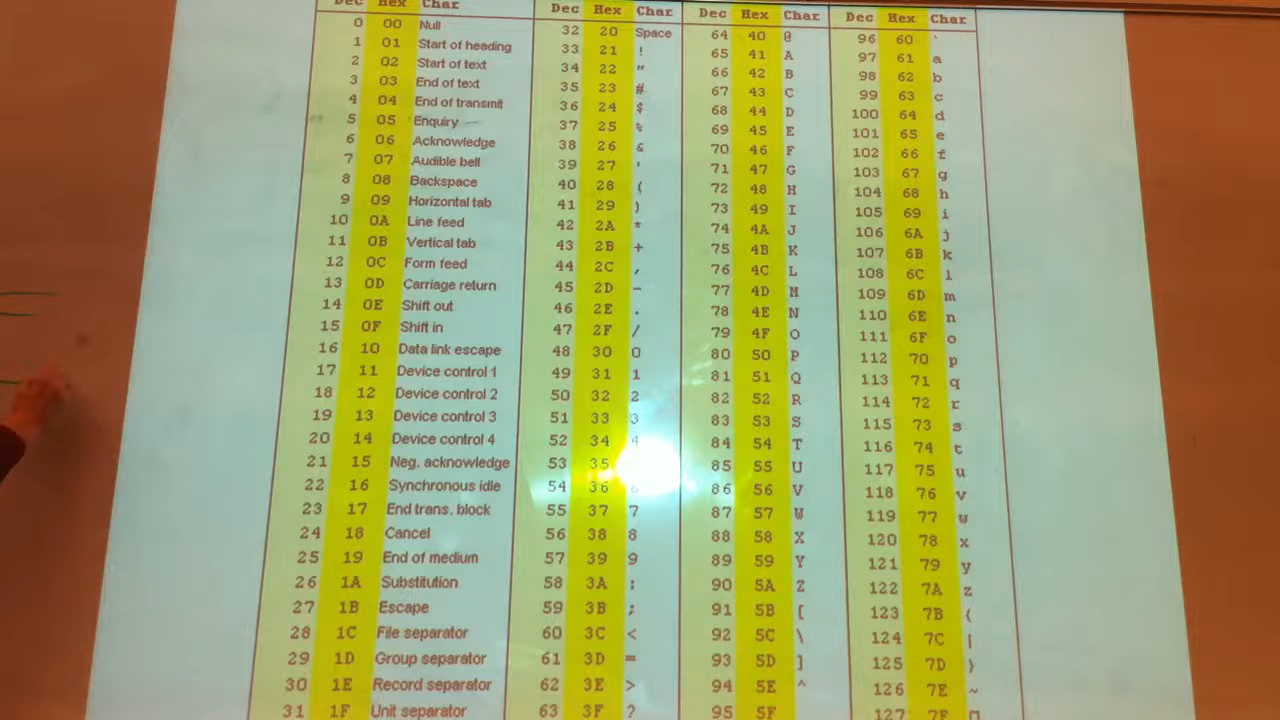 Dec Hex Char Dec Hex Char Dec Hex Char Dec Hex Char
0 00 Null 32 20 Space 64 40 @ 96 60 `
1 01 Start of heading 33 21 ! 65 41 A 97 61 a
2 02 Start of text 34 22 " 66 42 B 98 62 b
3 03 End of text 35 23 # 67 43 C 99 63 c
4 04 End of transmit 36 24 $ 68 44 D 100 64 d
5 05 Enquiry 37 25 % 69 45 E 101 65 e
6 06 Acknowledge 38 26 & 70 46 F 102 66 f
7 07 Audible bell 39 27 ' 71 47 G 103 67 g
8 08 Backspace 40 28 ( 72 48 H 104 68 h
9 09 Horizontal tab 41 29 ) 73 49 I 105 69 i
10 0A Line feed 42 2A * 74 4A J 106 6A j
11 0B Vertical tab 43 2B + 75 4B K 107 6B k
12 0C Form feed 44 2C , 76 4C L 108 6C l
13 0D Carriage return 45 2D - 77 4D M 109 6D m
14 0E Shift out 46 2E . 78 4E N 110 6E n
15 0F Shift in 47 2F / 79 4F O 111 6F o
16 10 Data link escape 48 30 0 80 50 P 112 70 p
17 11 Device control 1 49 31 1 81 51 Q 113 71 q
18 12 Device control 2 50 32 2 82 52 R 114 72 r
19 13 Device control 3 51 33 3 83 53 S 115 73 s
20 14 Device control 4 52 34 4 84 54 T 116 74 t
21 15 Neg. acknowledge 53 35 85 55 U 117 75 u
22 16 Synchronous idle 54 36 6 86 56 V 118 76 v
23 17 End trans. block 55 37 7 87 57 W 119 77 w
24 18 Cancel 56 38 8 88 58 X 120 78 x
25 19 End of medium 57 39 9 89 59 Y 121 79 y
26 1A Substitution 58 3A : 90 5A Z 122 7A z
27 1B Escape 59 3B ; 91 5B [ 123 7B {
28 1C File separator 60 3C < 92 5C \ 124 7C |
29 1D Group separator 61 3D = 93 5D ] 125 7D }
30 1E Record separator 62 3E > 94 5E ^ 126 7E ~
31 1F Unit separator 63 3F ? 95 5F 127 7F □